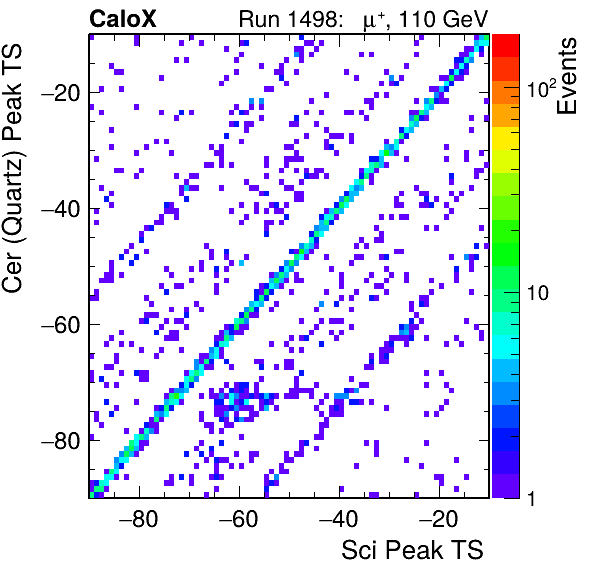 CaloX Run 1498: μ⁺, 110 GeV
Cer (Quartz) Peak TS
−20
−40
−60
−80
−80 −60 −40 −20
Sci Peak TS
Events
10²
10
1